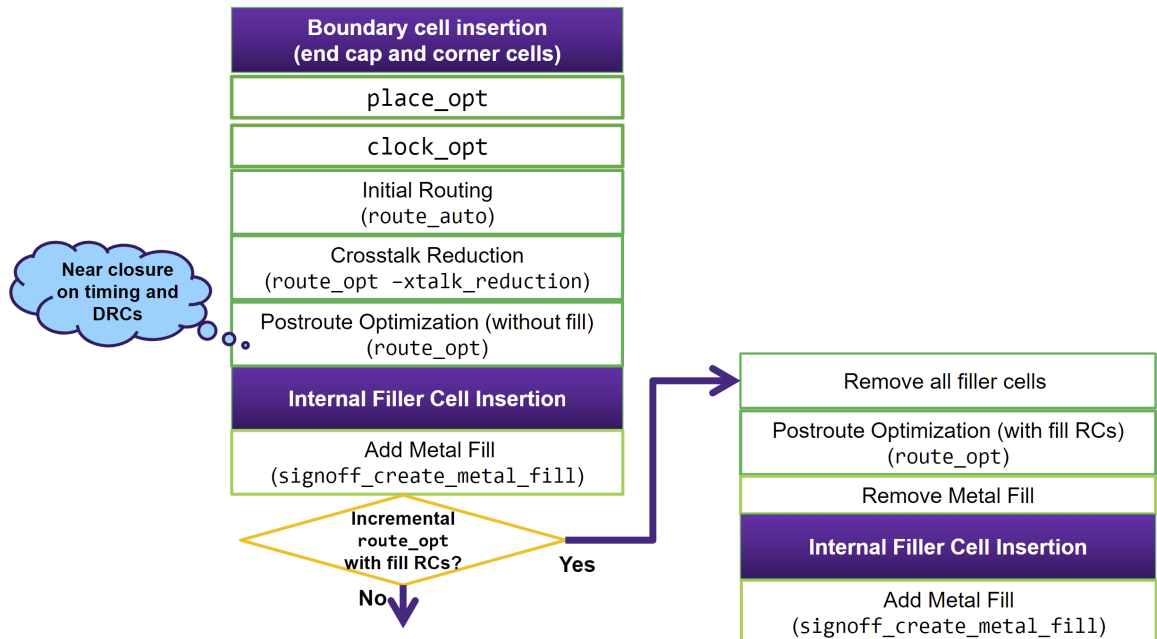 Boundary cell insertion
(end cap and corner cells)
place_opt
clock_opt
Initial Routing
(route_auto)
Crosstalk Reduction
(route_opt –xtalk_reduction)
Near closure
on timing and
DRCs
Postroute Optimization (without fill)
(route_opt)
Internal Filler Cell Insertion
Add Metal Fill
(signoff_create_metal_fill)
Incremental
route_opt
with fill RCs?
Yes
No
Remove all filler cells
Postroute Optimization (with fill RCs)
(route_opt)
Remove Metal Fill
Internal Filler Cell Insertion
Add Metal Fill
(signoff_create_metal_fill)